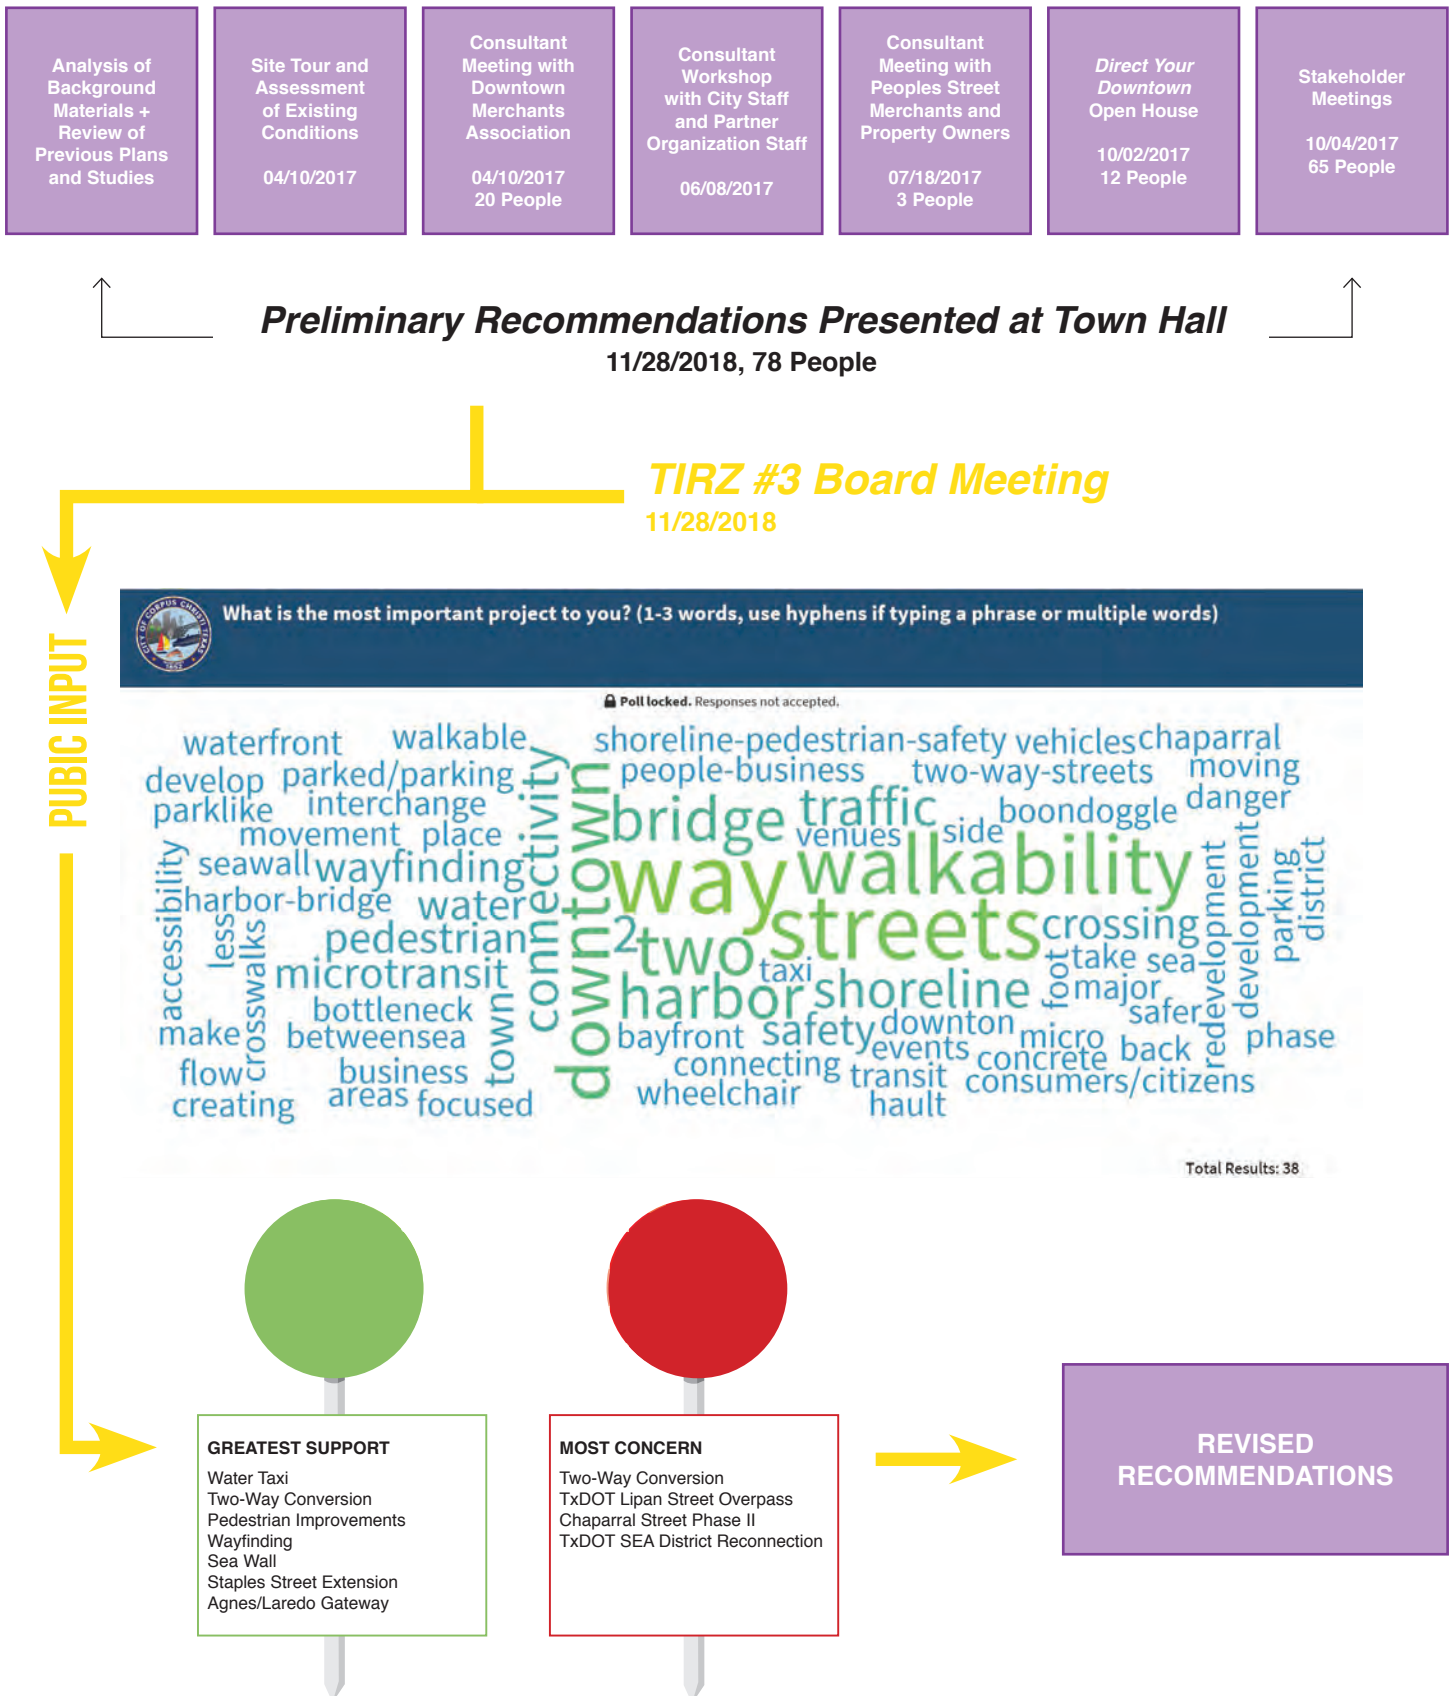 Analysis of
Background
Materials +
Review of
Previous Plans
and Studies
Site Tour and
Assessment
of Existing
Conditions
04/10/2017
Consultant
Meeting with
Downtown
Merchants
Association
04/10/2017
20 People
Consultant
Workshop
with City Staff
and Partner
Organization Staff
06/08/2017
Consultant
Meeting with
Peoples Street
Merchants and
Property Owners
07/18/2017
3 People
Direct Your
Downtown
Open House
10/02/2017
12 People
Stakeholder
Meetings
10/04/2017
65 People
Preliminary Recommendations Presented at Town Hall
11/28/2018, 78 People
TIRZ #3 Board Meeting
11/28/2018
PUBIC INPUT
CITY OF CORPUS CHRISTI TEXAS
1852
What is the most important project to you? (1-3 words, use hyphens if typing a phrase or multiple words)
Poll locked. Responses not accepted.
waterfront
walkable
shoreline-pedestrian-safety
vehicles
chaparral
develop
parked/parking
people-business
two-way-streets
moving
parklike
interchange
connectivity
downtown
bridge
traffic
boondoggle
danger
movement
place
venues
side
accessibility
seawall
wayfinding
way
walkability
redevelopment
development
parking
district
harbor-bridge
water
streets
less
crosswalks
pedestrian
2
two
crossing
microtransit
taxi
foot
take
sea
harbor
shoreline
major
bottleneck
town
safer
make
betweensea
bayfront
safety
downton
micro
phase
events
concrete
back
flow
business
connecting
transit
consumers/citizens
creating
areas
focused
wheelchair
hault
Total Results: 38
GREATEST SUPPORT
Water Taxi
Two-Way Conversion
Pedestrian Improvements
Wayfinding
Sea Wall
Staples Street Extension
Agnes/Laredo Gateway
MOST CONCERN
Two-Way Conversion
TxDOT Lipan Street Overpass
Chaparral Street Phase II
TxDOT SEA District Reconnection
REVISED
RECOMMENDATIONS